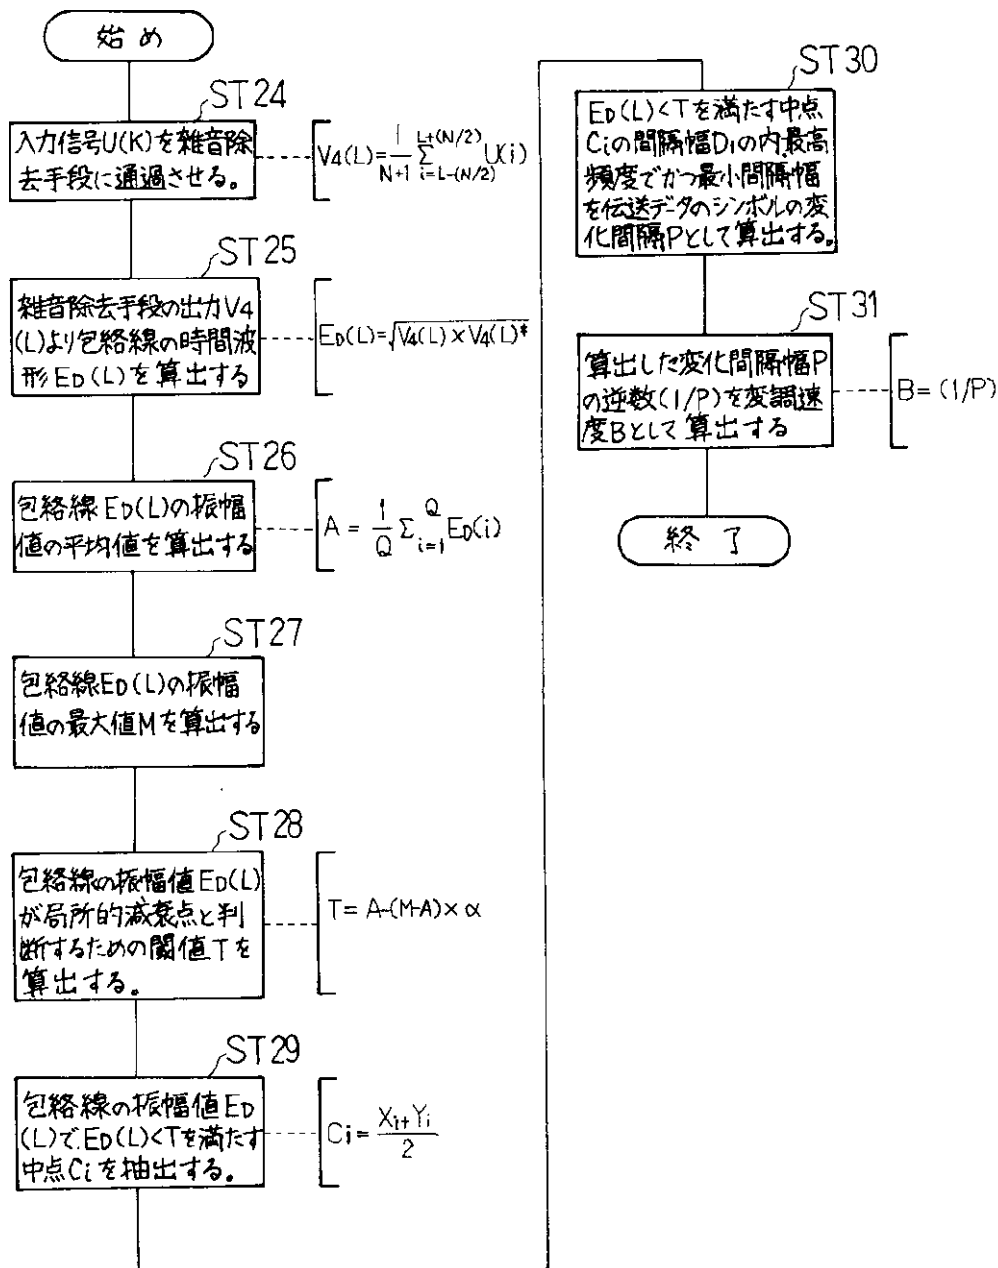 始め
ST24
入力信号U(K)を雑音除
去手段に通過させる。
V4(L)=1/(N+1) Σ_{i=L-(N/2)}^{L+(N/2)} U(i)
ST25
雑音除去手段の出力V4
(L)より包絡線の時間波
形ED(L)を算出する
ED(L)=√(V4(L)×V4(L)*)
ST26
包絡線ED(L)の振幅
値の平均値を算出する
A=1/Q Σ_{i=1}^{Q} ED(i)
ST27
包絡線ED(L)の振幅
値の最大値Mを算出する
ST28
包絡線の振幅値ED(L)
が局所的減衰点と判
断するための閾値Tを
算出する。
T=A-(M-A)×α
ST29
包絡線の振幅値ED
(L)で、ED(L)<Tを満たす
中点Ciを抽出する。
Ci=(Xi+Yi)/2
ST30
ED(L)<Tを満たす中点
Ciの間隔幅Diの内、最高
頻度でかつ最小間隔幅
を伝送データのシンボルの変
化間隔Pとして算出する。
ST31
算出した変化間隔幅P
の逆数(1/P)を変調速
度Bとして算出する
B=(1/P)
終了